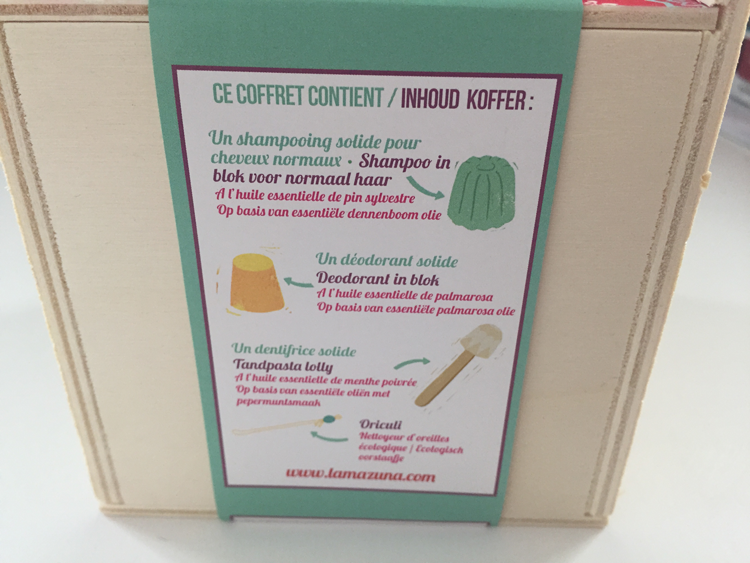 CE COFFRET CONTIENT / INHOUD KOFFER :
Un shampooing solide pour
cheveux normaux • Shampoo in
blok voor normaal haar
A l'huile essentielle de pin sylvestre
Op basis van essentiële dennenboom olie
Un déodorant solide
Deodorant in blok
A l'huile essentielle de palmarosa
Op basis van essentiële palmarosa olie
Un dentifrice solide
Tandpasta lolly
A l'huile essentielle de menthe poivrée
Op basis van essentiële oliën met
pepermuntsmaak
Oriculi
Nettoyeur d'oreilles
écologique / Ecologisch
oorstaafje
www.lamazuna.com